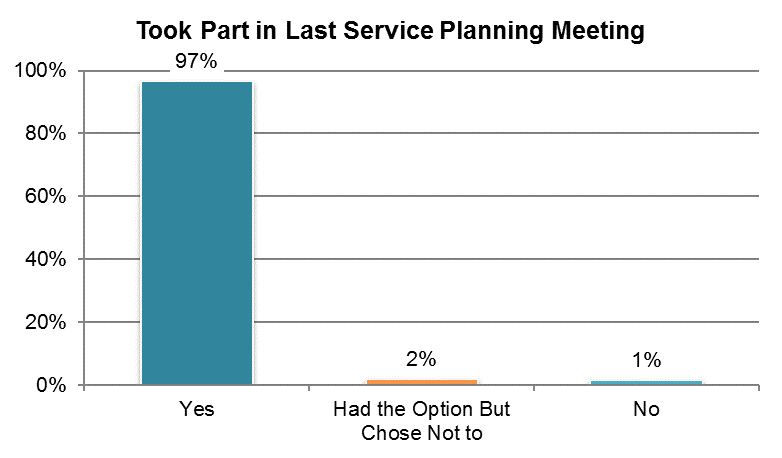 Took Part in Last Service Planning Meeting
97%
100%
80%
60%
40%
20%
0%
2%
1%
Yes
Had the Option But
Chose Not to
No